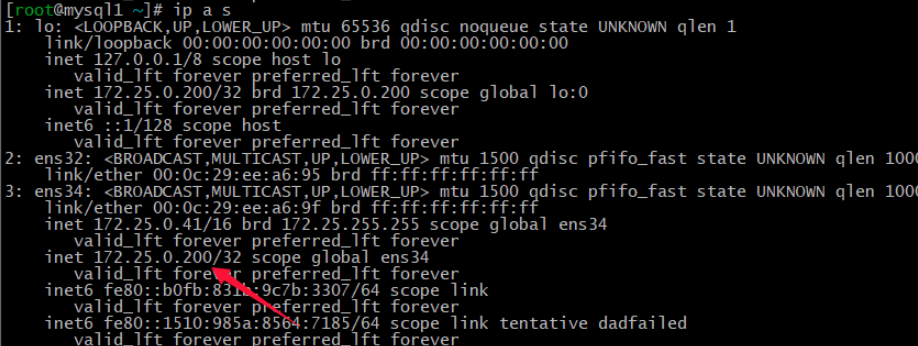 [root@mysql1 ~]# ip a s
1: lo: <LOOPBACK,UP,LOWER_UP> mtu 65536 qdisc noqueue state UNKNOWN qlen 1
link/loopback 00:00:00:00:00:00 brd 00:00:00:00:00:00
inet 127.0.0.1/8 scope host lo
valid_lft forever preferred_lft forever
inet 172.25.0.200/32 brd 172.25.0.200 scope global lo:0
valid_lft forever preferred_lft forever
inet6 ::1/128 scope host
valid_lft forever preferred_lft forever
2: ens32: <BROADCAST,MULTICAST,UP,LOWER_UP> mtu 1500 qdisc pfifo_fast state UNKNOWN qlen 1000
link/ether 00:0c:29:ee:a6:95 brd ff:ff:ff:ff:ff:ff
3: ens34: <BROADCAST,MULTICAST,UP,LOWER_UP> mtu 1500 qdisc pfifo_fast state UNKNOWN qlen 1000
link/ether 00:0c:29:ee:a6:9f brd ff:ff:ff:ff:ff:ff
inet 172.25.0.41/16 brd 172.25.255.255 scope global ens34
valid_lft forever preferred_lft forever
inet 172.25.0.200/32 scope global ens34
valid_lft forever preferred_lft forever
inet6 fe80::b0fb:831b:9c7b:3307/64 scope link
valid_lft forever preferred_lft forever
inet6 fe80::1510:985a:8564:7185/64 scope link tentative dadfailed
valid_lft forever preferred_lft forever